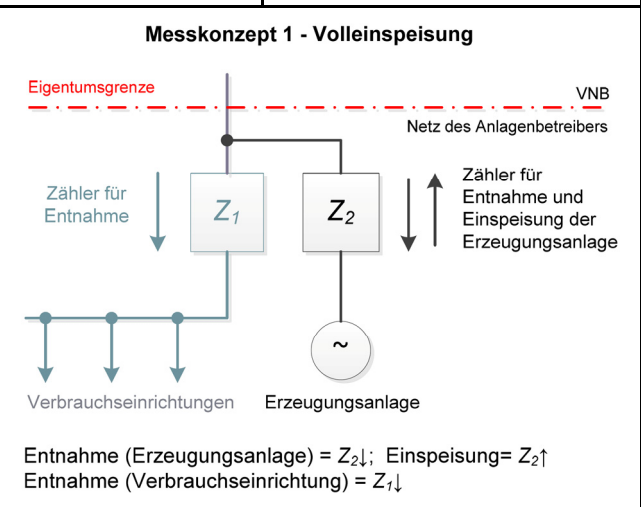 Messkonzept 1 - Volleinspeisung
Eigentumsgrenze
VNB
Netz des Anlagenbetreibers
Zähler für
Entnahme
Z1
Z2
Zähler für
Entnahme und
Einspeisung der
Erzeugungsanlage
~
Verbrauchseinrichtungen
Erzeugungsanlage
Entnahme (Erzeugungsanlage) = Z2↓; Einspeisung= Z2↑
Entnahme (Verbrauchseinrichtung) = Z1↓